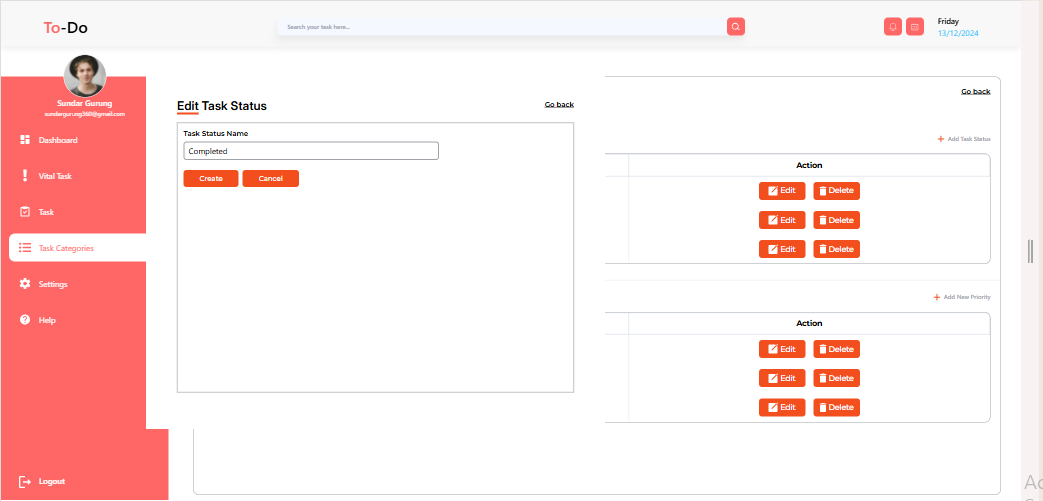 To-Do
Search your task here...
Friday
13/12/2024
Sundar Gurung
sundargurung360@gmail.com
Dashboard
Vital Task
Task
Task Categories
Settings
Help
Logout
Edit Task Status
Go back
Task Status Name
Completed
Create
Cancel
Go back
+ Add Task Status
Action
Edit Delete
Edit Delete
Edit Delete
+ Add New Priority
Action
Edit Delete
Edit Delete
Edit Delete